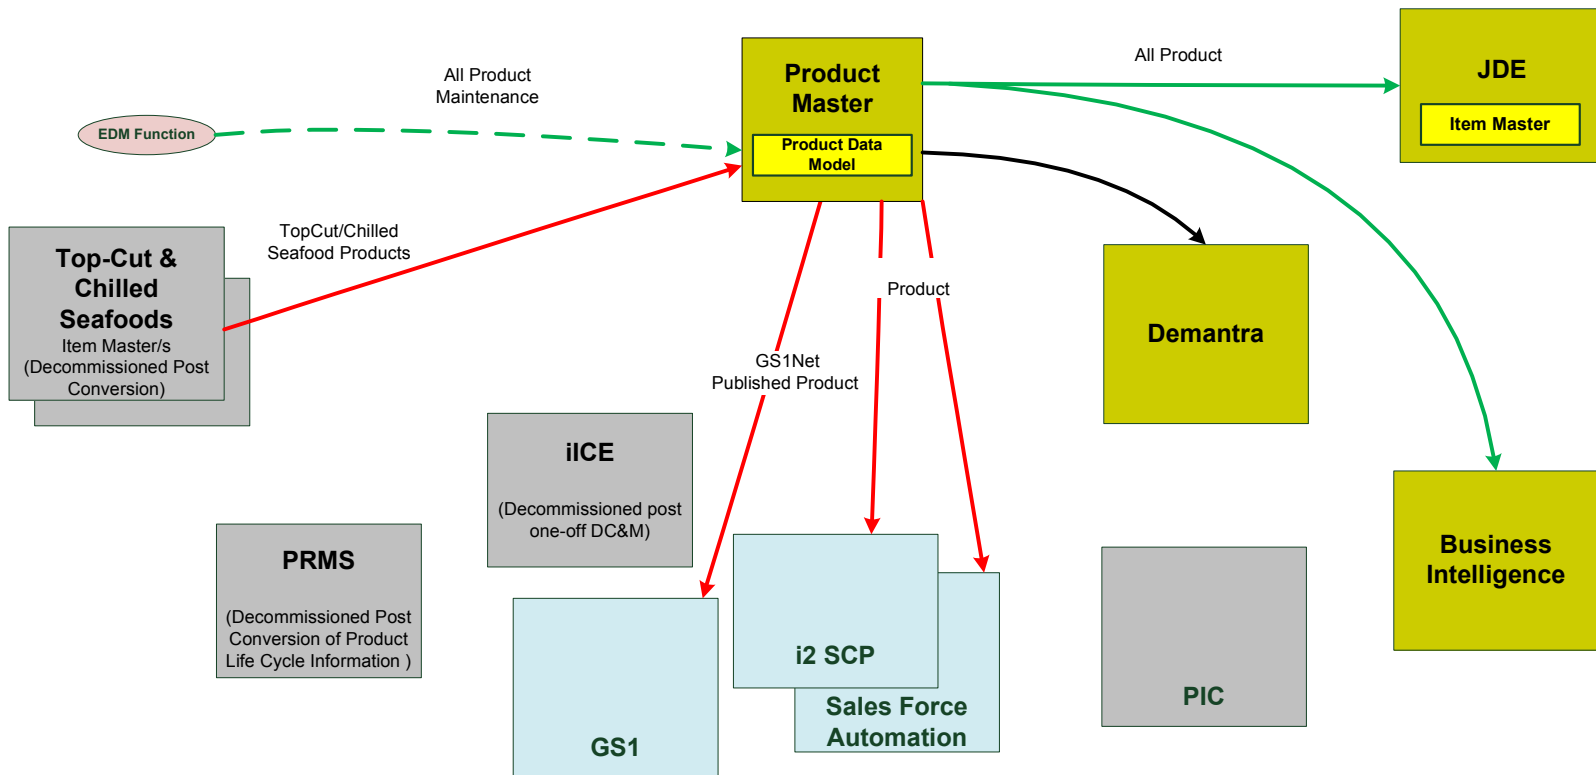 All Product
Maintenance
EDM Function
Product
Master
Product Data
Model
All Product
JDE
Item Master
TopCut/Chilled
Seafood Products
Top-Cut &
Chilled
Seafoods
Item Master/s
(Decommissioned Post
Conversion)
Product
GS1Net
Published Product
Demantra
iICE
(Decommissioned post
one-off DC&M)
PRMS
(Decommissioned Post
Conversion of Product
Life Cycle Information )
GS1
i2 SCP
Sales Force
Automation
PIC
Business
Intelligence